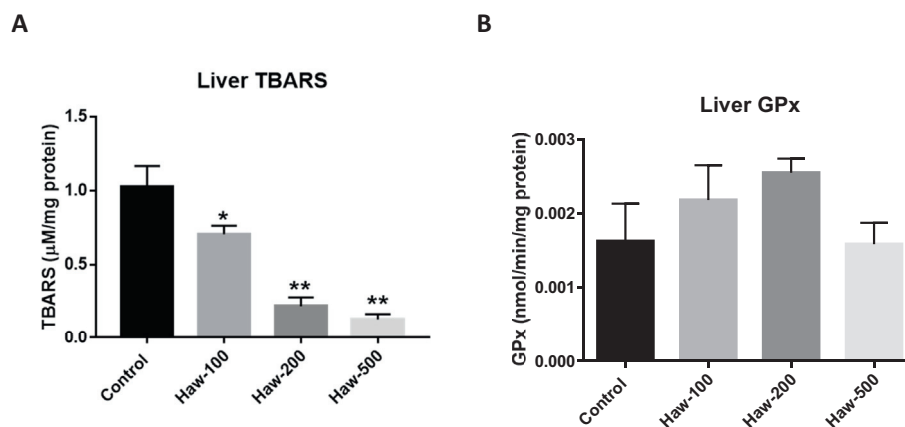 A
B
Liver TBARS
TBARS (μM/mg protein)
1.5
1.0
0.5
0.0
*
**
**
Control
Haw-100
Haw-200
Haw-500
Liver GPx
GPx (nmol/min/mg protein)
0.003
0.002
0.001
0.000
Control
Haw-100
Haw-200
Haw-500